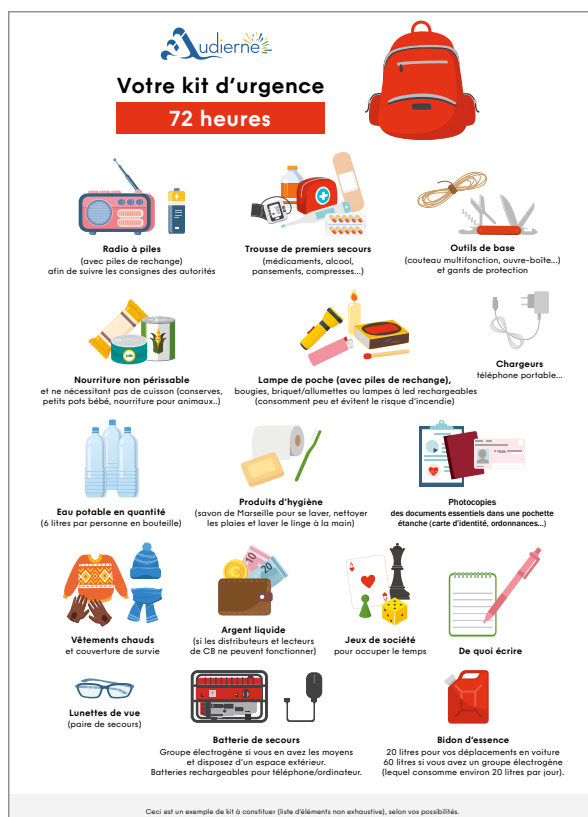 Audierne
Votre kit d’urgence
72 heures
Radio à piles
(avec piles de rechange)
afin de suivre les consignes des autorités
Trousse de premiers secours
(médicaments, alcool,
pansements, compresses...)
Outils de base
(couteau multifonction, ouvre-boîte...)
et gants de protection
Nourriture non périssable
et ne nécessitant pas de cuisson (conserves,
petits pots bébé, nourriture pour animaux..)
Lampe de poche (avec piles de rechange),
bougies, briquet/allumettes ou lampes à led rechargeables
(consomment peu et évitent le risque d’incendie)
Chargeurs
téléphone portable...
Eau potable en quantité
(6 litres par personne en bouteille)
Produits d’hygiène
(savon de Marseille pour se laver, nettoyer
les plaies et laver le linge à la main)
Photocopies
des documents essentiels dans une pochette
étanche (carte d’identité, ordonnances...)
10
20
A
Vêtements chauds
et couverture de survie
Argent liquide
(si les distributeurs et lecteurs
de CB ne peuvent fonctionner)
Jeux de société
pour occuper le temps
De quoi écrire
Lunettes de vue
(paire de secours)
Batterie de secours
Groupe électrogène si vous en avez les moyens
et disposez d’un espace extérieur.
Batteries rechargeables pour téléphone/ordinateur.
Bidon d’essence
20 litres pour vos déplacements en voiture
60 litres si vous avez un groupe électrogène
(lequel consomme environ 20 litres par jour).
Ceci est un exemple de kit à constituer (liste d’éléments non exhaustive), selon vos possibilités.